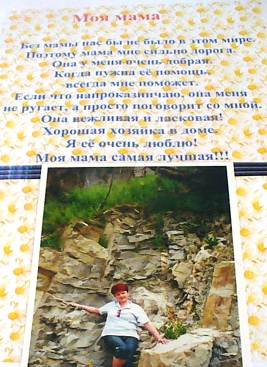 Моя мама
Без мамы нас бы не было в этом мире.
Поэтому мама мне сильно дорога.
Она у меня очень добрая.
Когда нужна её помощь,
всегда мне поможет.
Если что напроказничаю, она меня
не ругает, а просто поговорит со мной.
Она вежливая и ласковая!
Хорошая хозяйка в доме.
Я её очень люблю!
Моя мама самая лучшая!!!